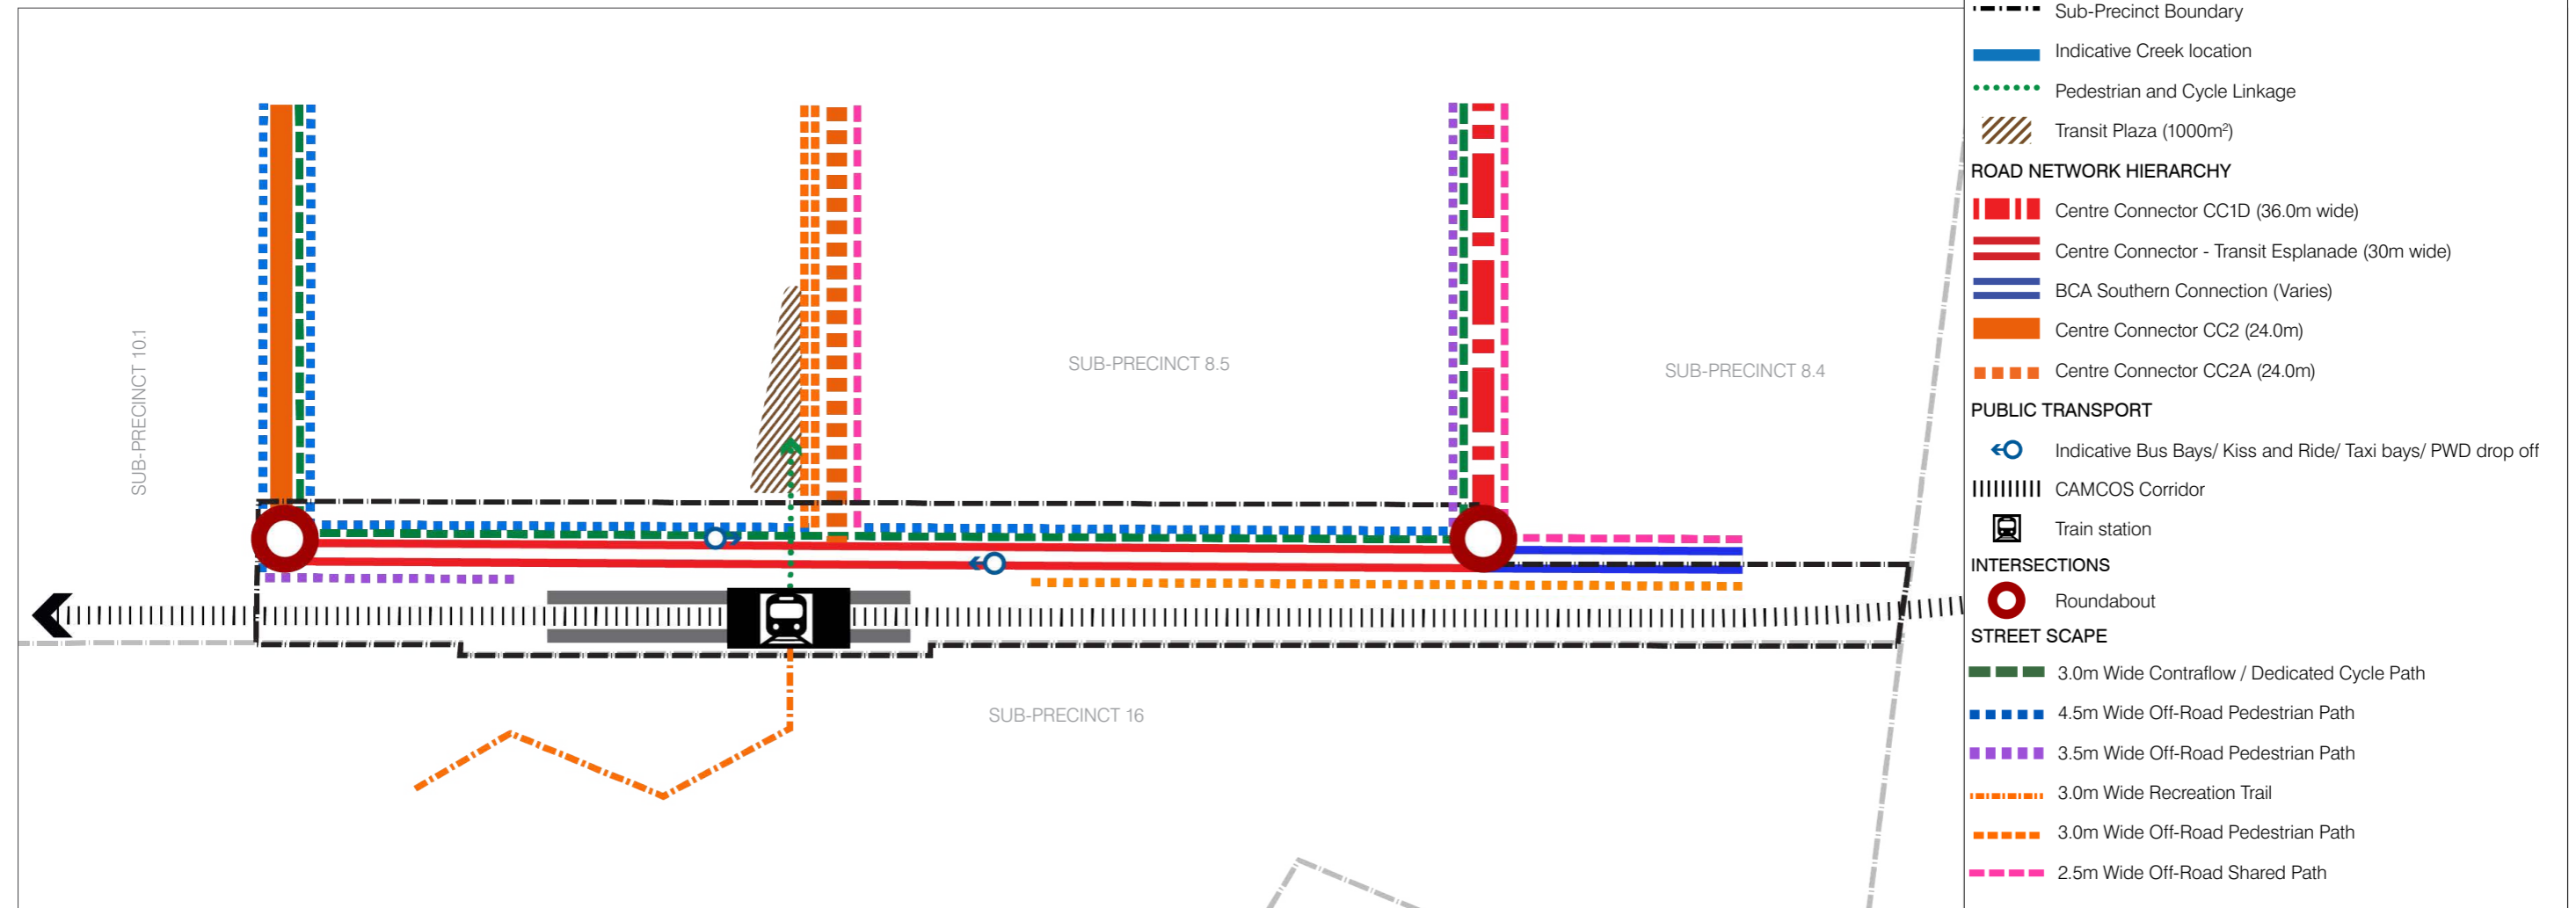 Sub-Precinct Boundary
Indicative Creek location
Pedestrian and Cycle Linkage
Transit Plaza (1000m²)
ROAD NETWORK HIERARCHY
Centre Connector CC1D (36.0m wide)
Centre Connector - Transit Esplanade (30m wide)
BCA Southern Connection (Varies)
Centre Connector CC2 (24.0m)
Centre Connector CC2A (24.0m)
PUBLIC TRANSPORT
Indicative Bus Bays/ Kiss and Ride/ Taxi bays/ PWD drop off
CAMCOS Corridor
Train station
INTERSECTIONS
Roundabout
STREET SCAPE
3.0m Wide Contraflow / Dedicated Cycle Path
4.5m Wide Off-Road Pedestrian Path
3.5m Wide Off-Road Pedestrian Path
3.0m Wide Recreation Trail
3.0m Wide Off-Road Pedestrian Path
2.5m Wide Off-Road Shared Path
SUB-PRECINCT 10.1
SUB-PRECINCT 8.5
SUB-PRECINCT 8.4
SUB-PRECINCT 16